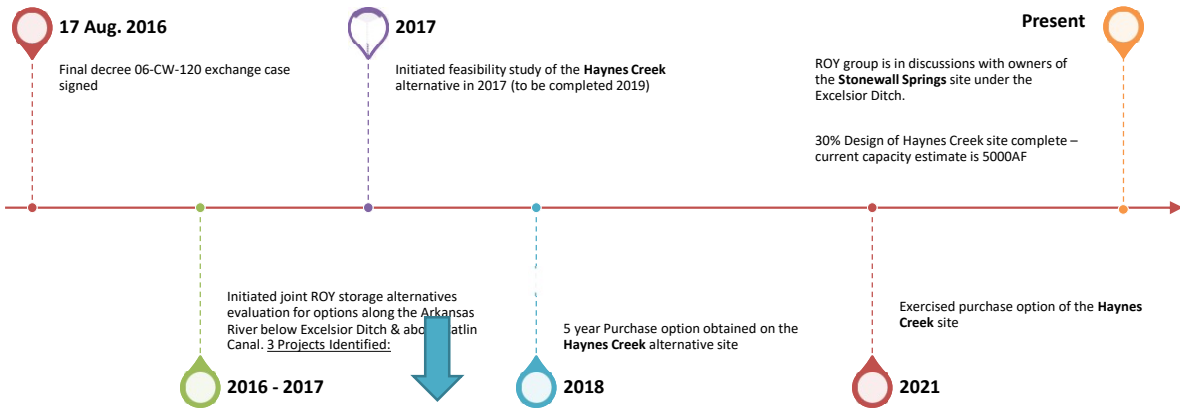 17 Aug. 2016
Final decree 06-CW-120 exchange case
signed
2017
Initiated feasibility study of the Haynes Creek
alternative in 2017 (to be completed 2019)
Present
ROY group is in discussions with owners of
the Stonewall Springs site under the
Excelsior Ditch.
30% Design of Haynes Creek site complete –
current capacity estimate is 5000AF
Initiated joint ROY storage alternatives
evaluation for options along the Arkansas
River below Excelsior Ditch & abo atlin
Canal. 3 Projects Identified:
2016 - 2017
5 year Purchase option obtained on the
Haynes Creek alternative site
2018
Exercised purchase option of the Haynes
Creek site
2021